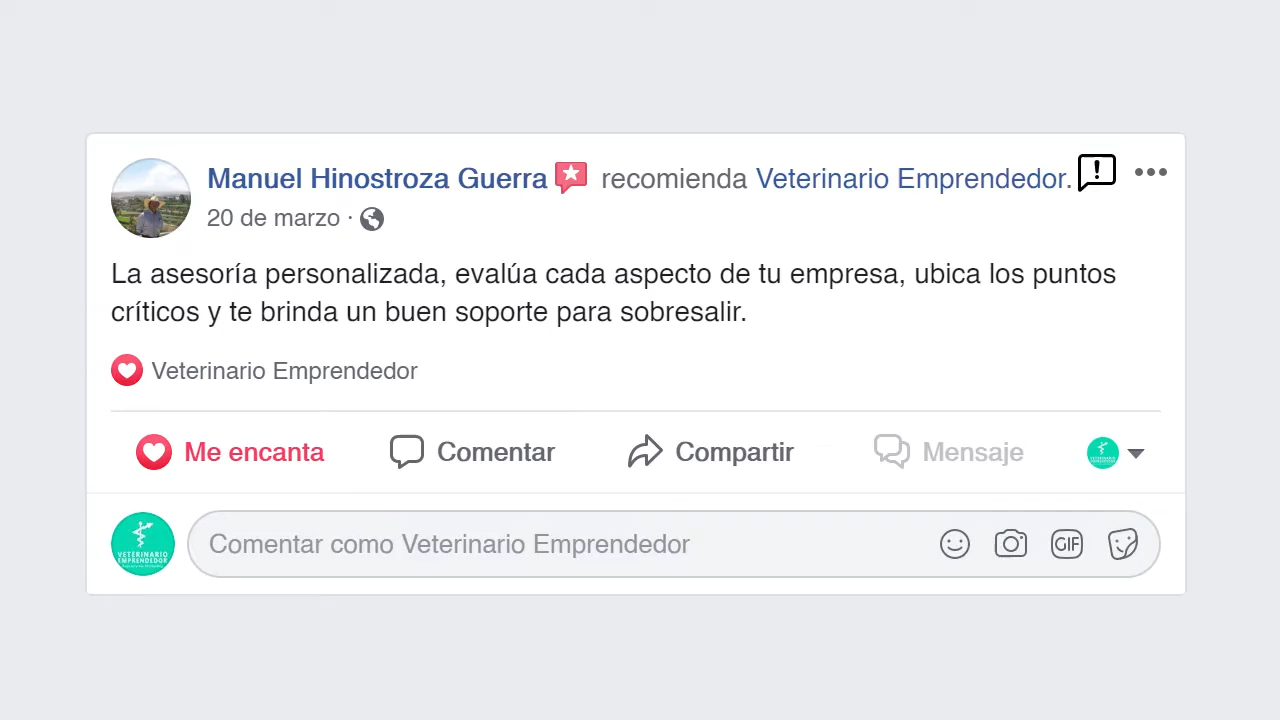 Manuel Hinostroza Guerra recomienda Veterinario Emprendedor.
20 de marzo ·
La asesoría personalizada, evalúa cada aspecto de tu empresa, ubica los puntos
críticos y te brinda un buen soporte para sobresalir.
Veterinario Emprendedor
Me encanta Comentar Compartir Mensaje
VETERINARIO
EMPRENDEDOR
Comentar como Veterinario Emprendedor GIF